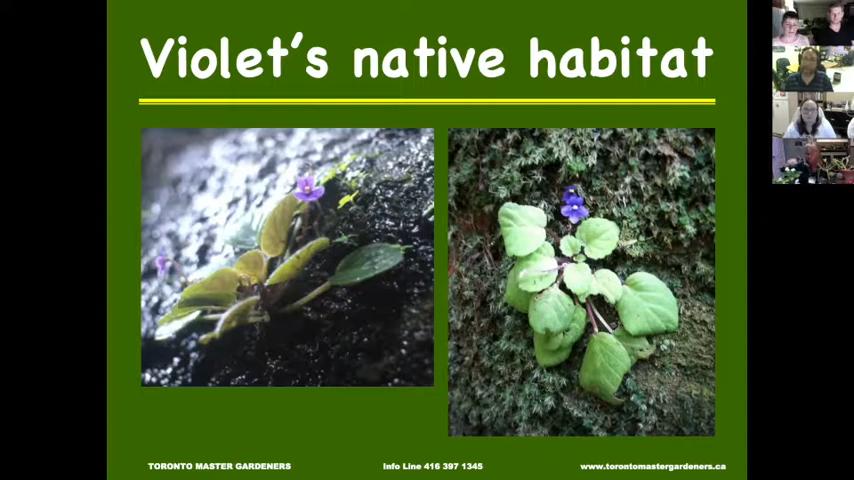 Violet's native habitat
TORONTO MASTER GARDENERS Info Line 416 397 1345 www.torontomastergardeners.ca